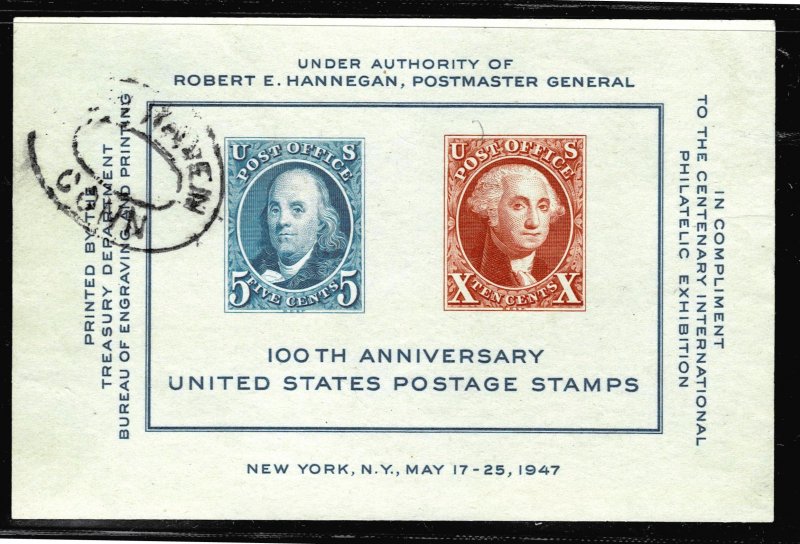 UNDER AUTHORITY OF
ROBERT E. HANNEGAN, POSTMASTER GENERAL
PRINTED BY THE
TREASURY DEPARTMENT
BUREAU OF ENGRAVING AND PRINTING
HAVEN
CONN
U S
POST OFFICE
5 FIVE CENTS 5
U S
POST OFFICE
X TEN CENTS X
IN COMPLIMENT
TO THE CENTENARY INTERNATIONAL
PHILATELIC EXHIBITION
100TH ANNIVERSARY
UNITED STATES POSTAGE STAMPS
NEW YORK, N.Y., MAY 17-25, 1947